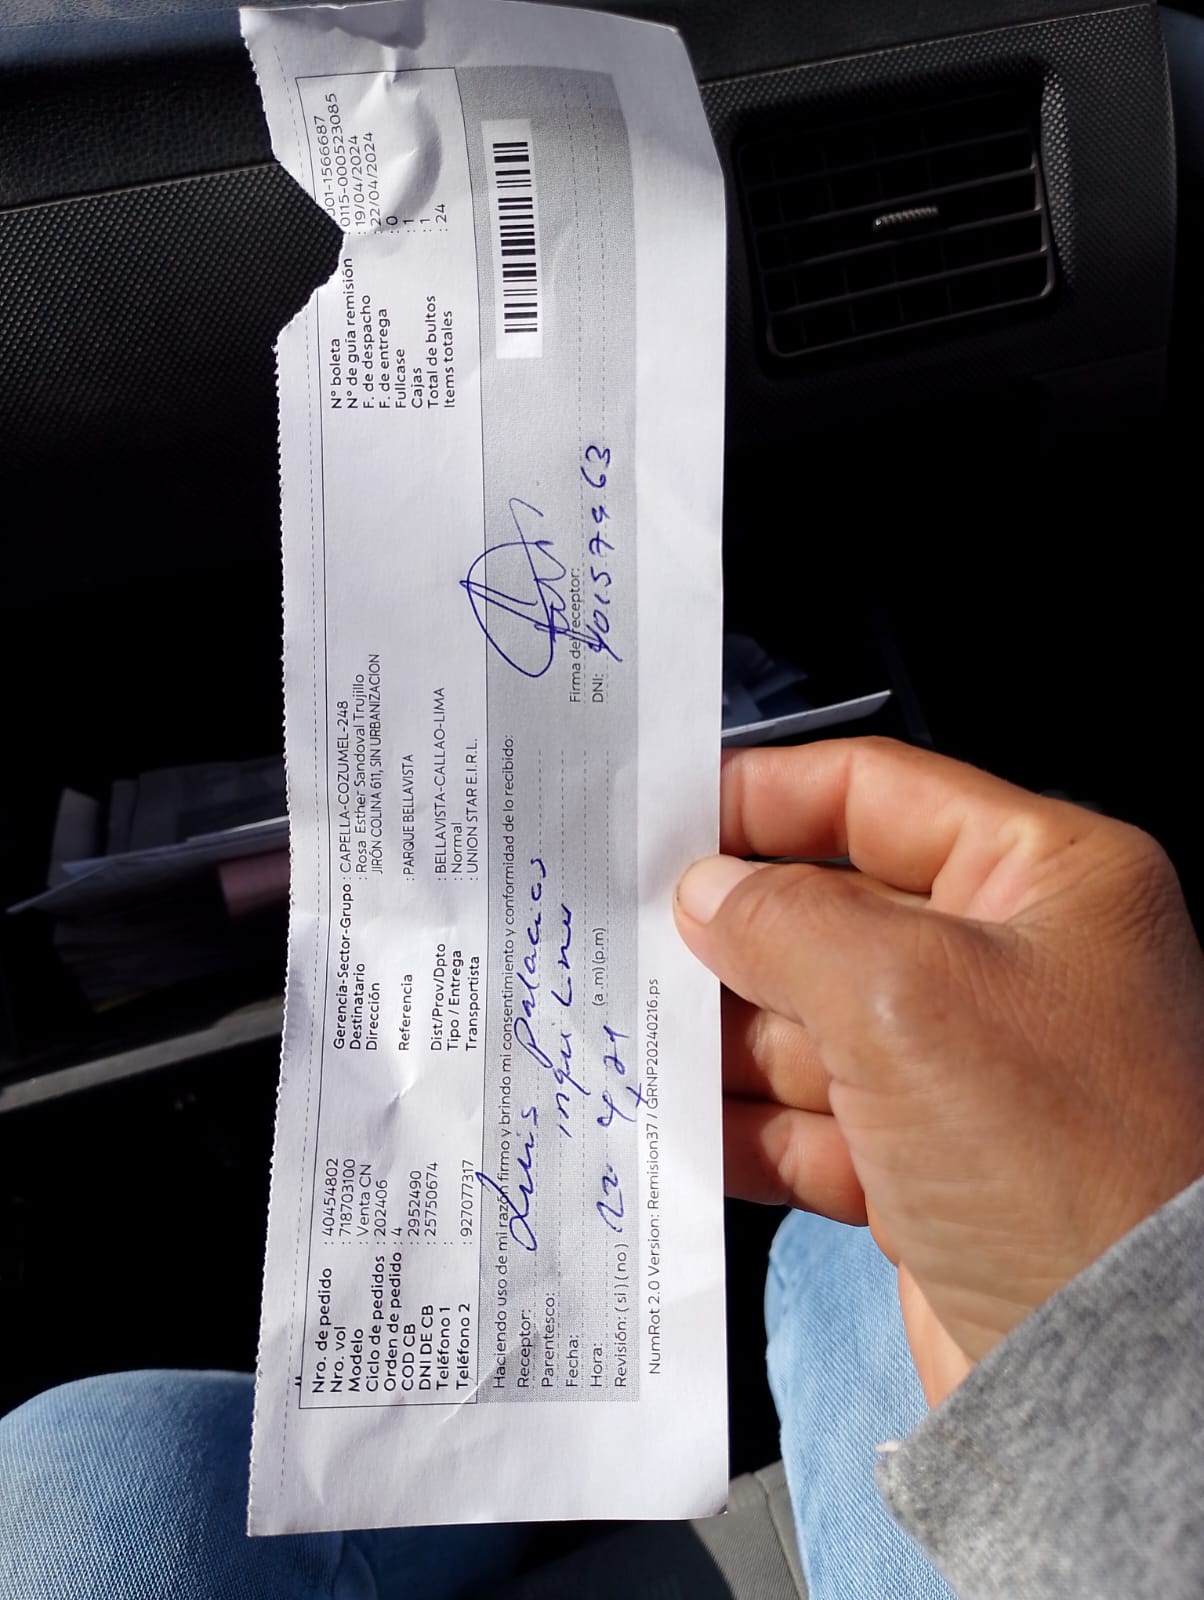 Nro. de pedido : 40454802
Nro. vol : 718703100
Modelo : Venta CN
Ciclo de pedidos : 202406
Orden de pedido : 4
COD CB : 2952490
DNI DE CB : 25750674
Teléfono 1 :
Teléfono 2 : 927077317
Gerencia-Sector-Grupo : CAPELLA-COZUMEL-248
Destinatario : Rosa Esther Sandoval Trujillo
Dirección JIRÓN COLINA 611, SIN URBANIZACION
Referencia : PARQUE BELLAVISTA
Dist/Prov/Dpto : BELLAVISTA-CALLAO-LIMA
Tipo / Entrega : Normal
Transportista : UNION STAR E.I.R.L.
N° boleta 001-1566687
N° de guía remisión : 0115-000523085
F. de despacho : 19/04/2024
F. de entrega : 22/04/2024
Fullcase : 0
Cajas : 1
Total de bultos : 1
Items totales : 24
Haciendo uso de mi razón firmo y brindo mi consentimiento y conformidad de lo recibido:
Receptor: Luis Palacios
Parentesco: inquilino
Fecha: 22 4 24
Hora: (a.m)(p.m)
Revisión: ( si ) ( no )
Firma del receptor:
DNI: 40157963
NumRot 2.0 Version: Remision37 / GRNP20240216.ps